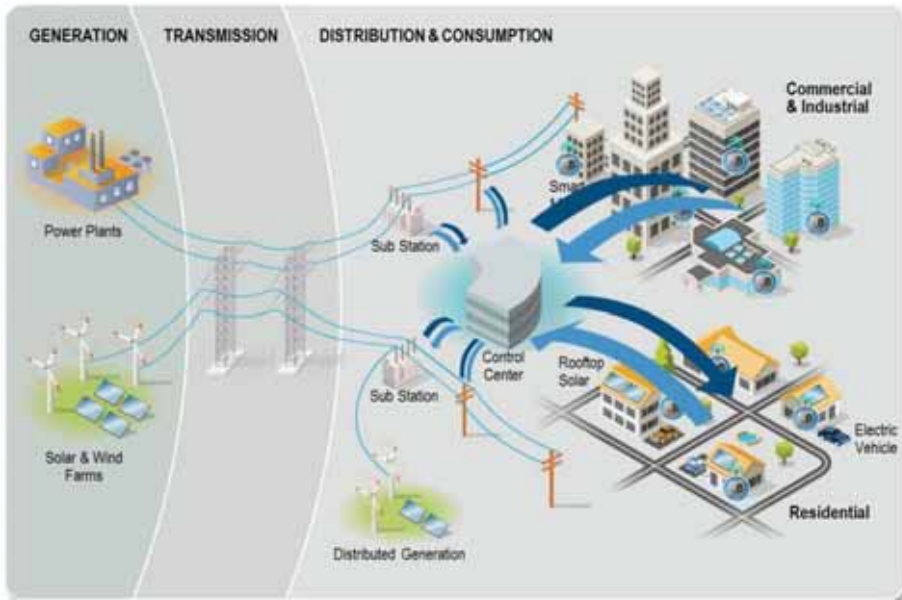 GENERATION
TRANSMISSION
DISTRIBUTION & CONSUMPTION
Commercial
& Industrial
Power Plants
Sub Station
Control
Center
Rooftop
Solar
Sub Station
Electric
Vehicle
Solar & Wind
Farms
Residential
Distributed Generation